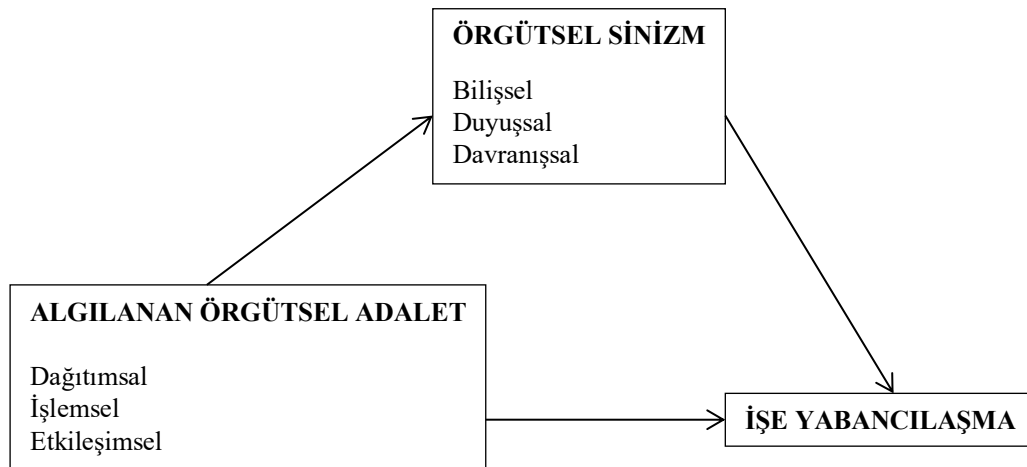 ÖRGÜTSEL SİNİZM
Bilişsel
Duyuşsal
Davranışsal
ALGILANAN ÖRGÜTSEL ADALET
Dağıtımsal
İşlemsel
Etkileşimsel
İŞE YABANCILAŞMA